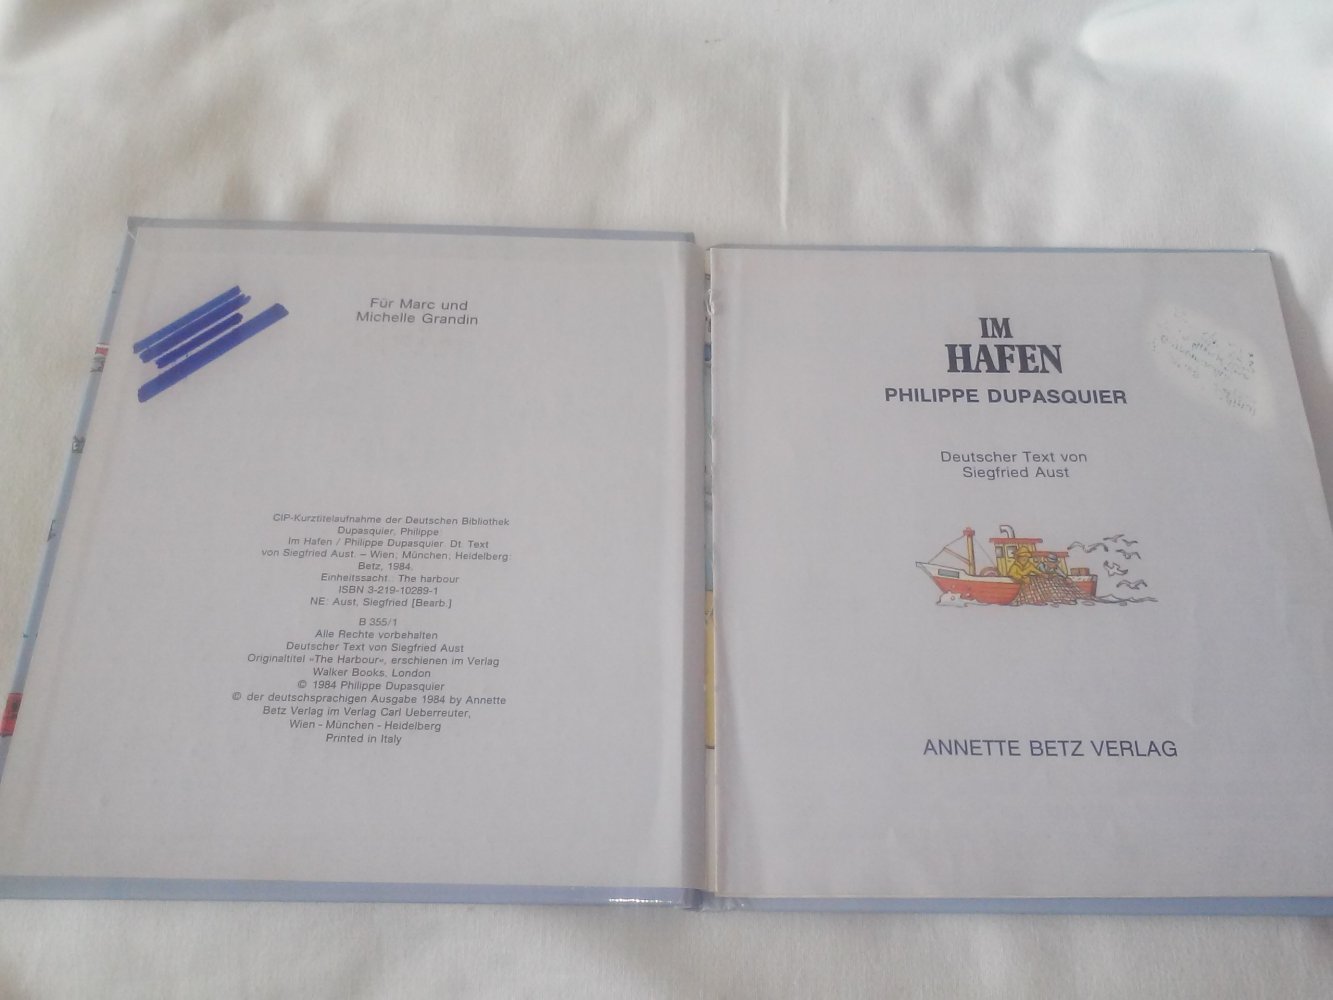 Für Marc und
Michelle Grandin
CIP-Kurztitelaufnahme der Deutschen Bibliothek
Dupasquier, Philippe:
Im Hafen / Philippe Dupasquier. Dt. Text
von Siegfried Aust. – Wien; München; Heidelberg:
Betz, 1984.
Einheitssacht.: The harbour
ISBN 3-219-10289-1
NE: Aust, Siegfried [Bearb.]
B 355/1
Alle Rechte vorbehalten
Deutscher Text von Siegfried Aust
Originaltitel »The Harbour«, erschienen im Verlag
Walker Books, London
© 1984 Philippe Dupasquier
© der deutschsprachigen Ausgabe 1984 by Annette
Betz Verlag im Verlag Carl Ueberreuter,
Wien - München - Heidelberg
Printed in Italy
IM
HAFEN
PHILIPPE DUPASQUIER
Deutscher Text von
Siegfried Aust
ANNETTE BETZ VERLAG